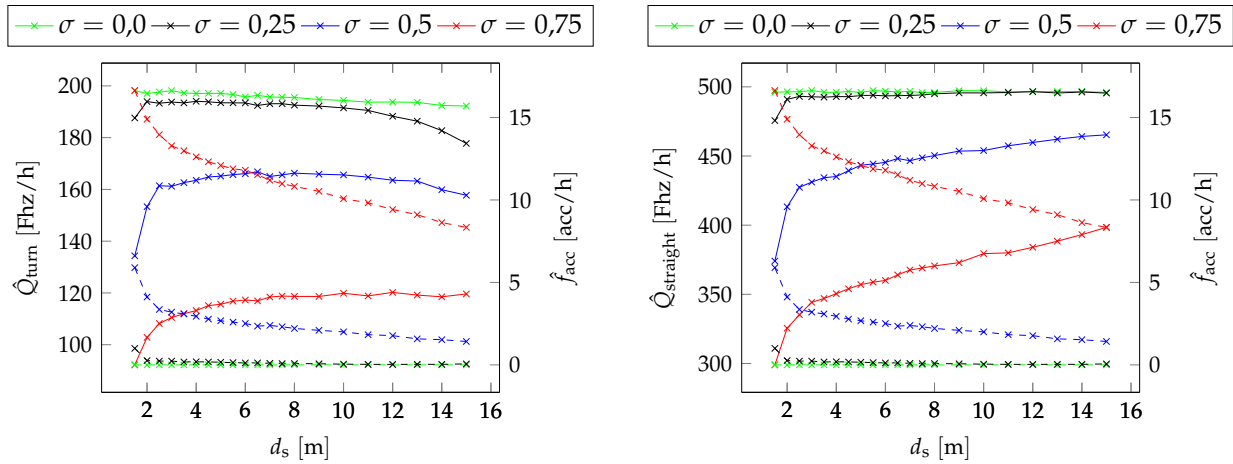 σ = 0,0 σ = 0,25 σ = 0,5 σ = 0,75
200
180
160
140
120
100
Q̂turn [Fhz/h]
15
10
5
0
f̂acc [acc/h]
2 4 6 8 10 12 14 16
ds [m]
σ = 0,0 σ = 0,25 σ = 0,5 σ = 0,75
500
450
400
350
300
Q̂straight [Fhz/h]
15
10
5
0
f̂acc [acc/h]
2 4 6 8 10 12 14 16
ds [m]